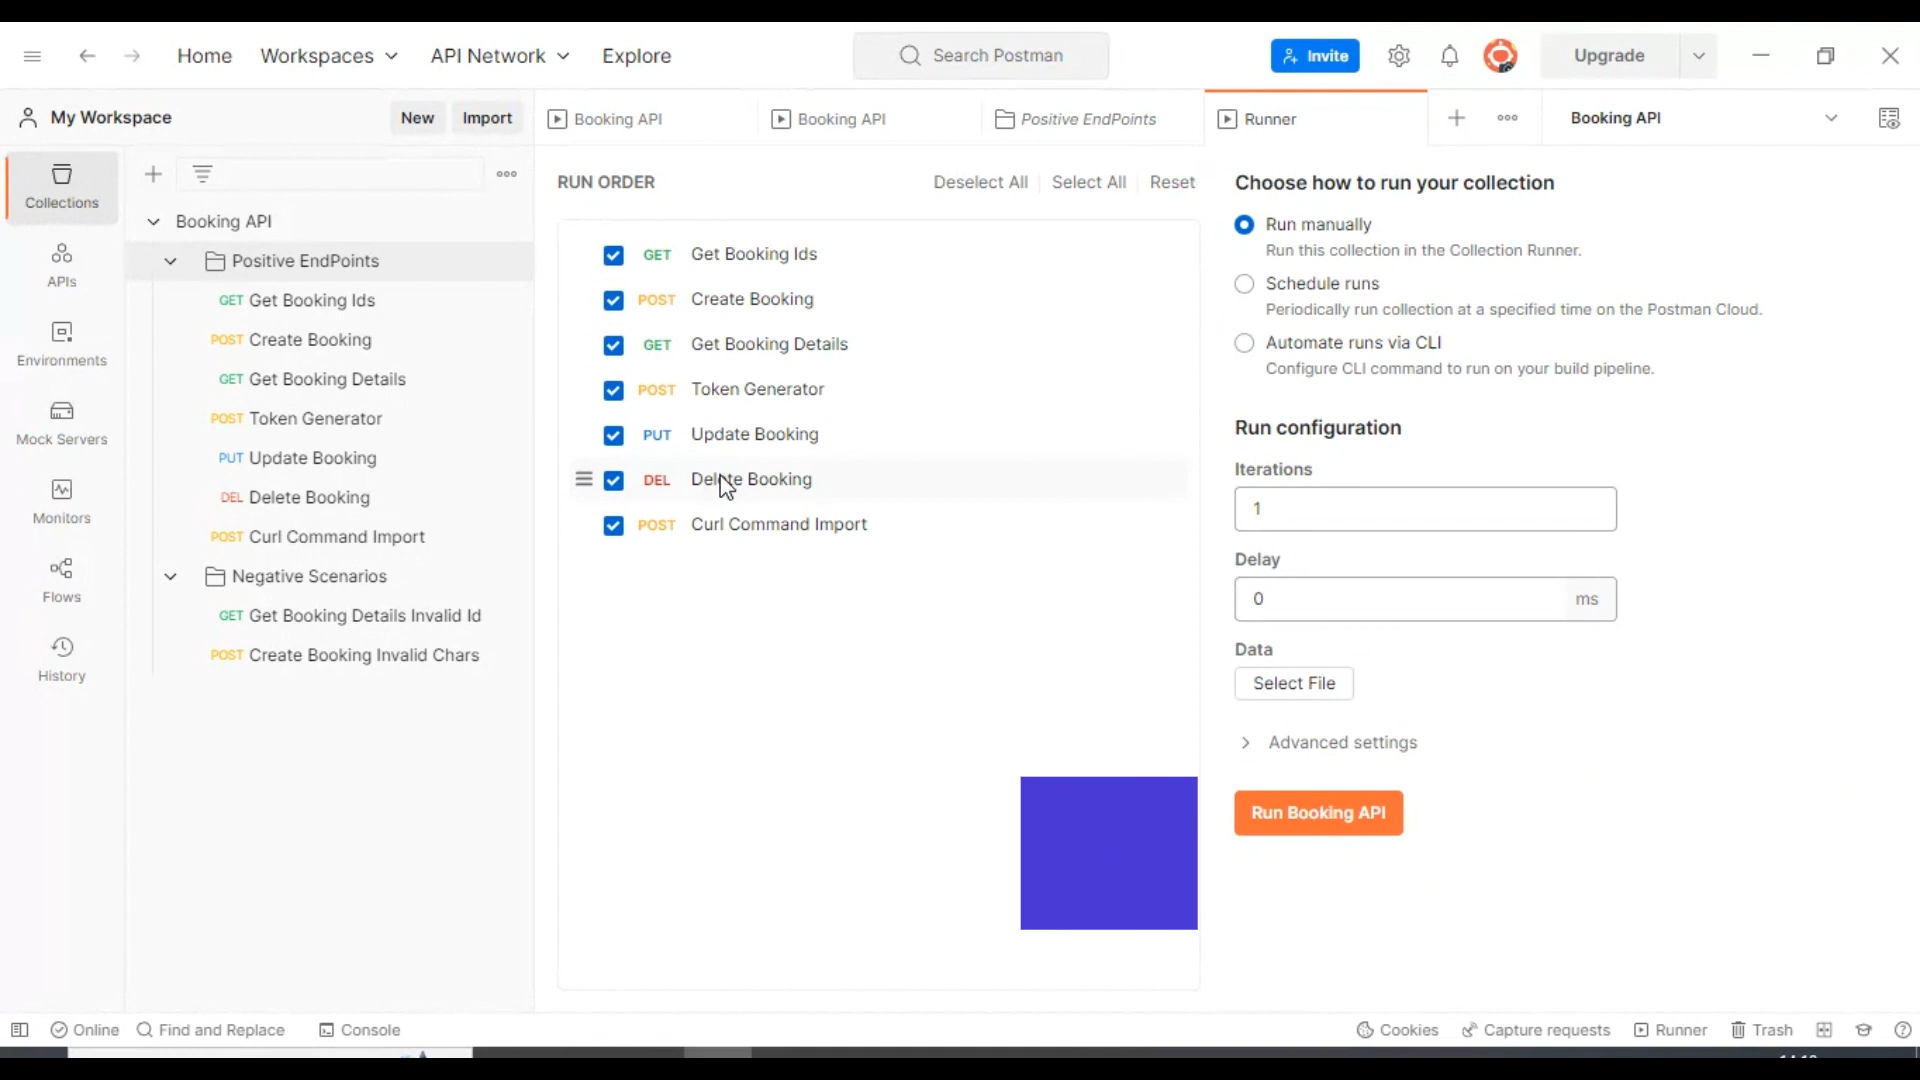 Home
Workspaces
API Network
Explore
Search Postman
Invite
Upgrade
My Workspace
New
Import
Booking API
Booking API
Positive EndPoints
Runner
Booking API
Collections
APIs
Environments
Mock Servers
Monitors
Flows
History
Booking API
Positive EndPoints
GET Get Booking Ids
POST Create Booking
GET Get Booking Details
POST Token Generator
PUT Update Booking
DEL Delete Booking
POST Curl Command Import
Negative Scenarios
GET Get Booking Details Invalid Id
POST Create Booking Invalid Chars
RUN ORDER
Deselect All
Select All
Reset
GET Get Booking Ids
POST Create Booking
GET Get Booking Details
POST Token Generator
PUT Update Booking
DEL Delete Booking
POST Curl Command Import
Choose how to run your collection
Run manually
Run this collection in the Collection Runner.
Schedule runs
Periodically run collection at a specified time on the Postman Cloud.
Automate runs via CLI
Configure CLI command to run on your build pipeline.
Run configuration
Iterations
1
Delay
0 ms
Data
Select File
Advanced settings
Run Booking API
Online
Find and Replace
Console
Cookies
Capture requests
Runner
Trash